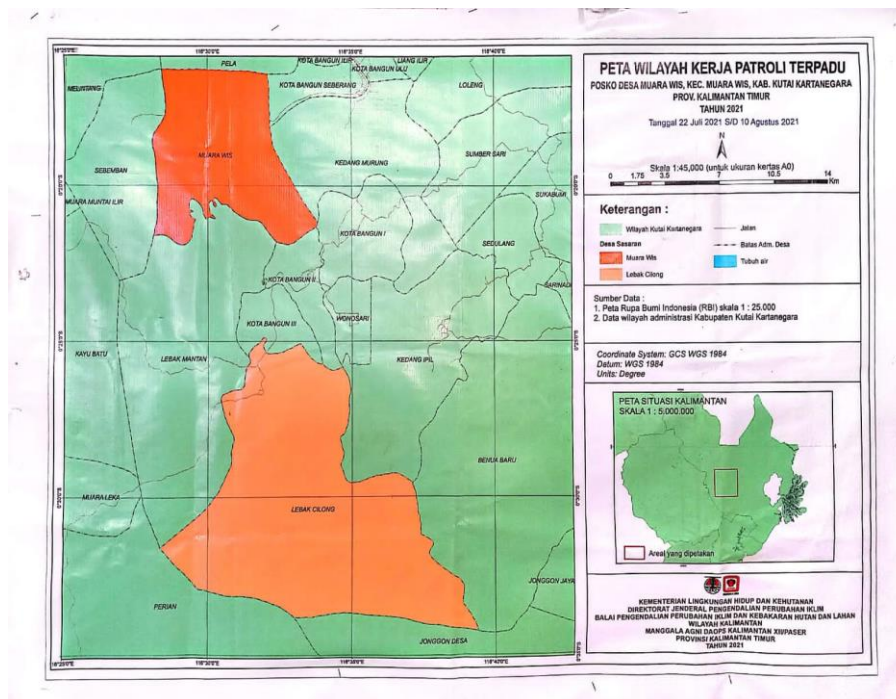 PETA WILAYAH KERJA PATROLI TERPADU
POSKO DESA MUARA WIS, KEC. MUARA WIS, KAB. KUTAI KARTANEGARA
PROV. KALIMANTAN TIMUR
TAHUN 2021
Tanggal 22 Juli 2021 S/D 10 Agustus 2021
N
Skala 1:45,000 (untuk ukuran kertas A0)
0 1.75 3.5 7 10.5 14
Km
Keterangan :
Wilayah Kutai Kartanegara
Jalan
Desa Sasaran
Batas Adm. Desa
Muara Wis
Tubuh air
Lebak Cilong
Sumber Data :
1. Peta Rupa Bumi Indonesia (RBI) skala 1 : 25.000
2. Data wilayah administrasi Kabupaten Kutai Kartanegara
Coordinate System: GCS WGS 1984
Datum: WGS 1984
Units: Degree
PETA SITUASI KALIMANTAN
SKALA 1 : 5.000.000
Areal yang dipetakan
KEMENTERIAN LINGKUNGAN HIDUP DAN KEHUTANAN
DIREKTORAT JENDERAL PENGENDALIAN PERUBAHAN IKLIM
BALAI PENGENDALIAN PERUBAHAN IKLIM DAN KEBAKARAN HUTAN DAN LAHAN
WILAYAH KALIMANTAN
MANGGALA AGNI DAOPS KALIMANTAN XII/PASER
PROVINSI KALIMANTAN TIMUR
TAHUN 2021
PELA
KOTA BANGUN ILIR
LIANG ILIR
KOTA BANGUN ULU
MELINTANG
KOTA BANGUN SEBERANG
LOLENG
MUARA WIS
SEBEMBAN
KEDANG MURUNG
SUMBER SARI
MUARA MUNTAI ILIR
SUKABUMI
KOTA BANGUN I
SEDULANG
KOTA BANGUN II
SARINADI
WONOSARI
KOTA BANGUN III
KAYU BATU
LEBAK MANTAN
KEDANG IPIL
BENUA BARU
MUARA LEKA
LEBAK CILONG
JONGGON JAYA
PERIAN
JONGGON DESA